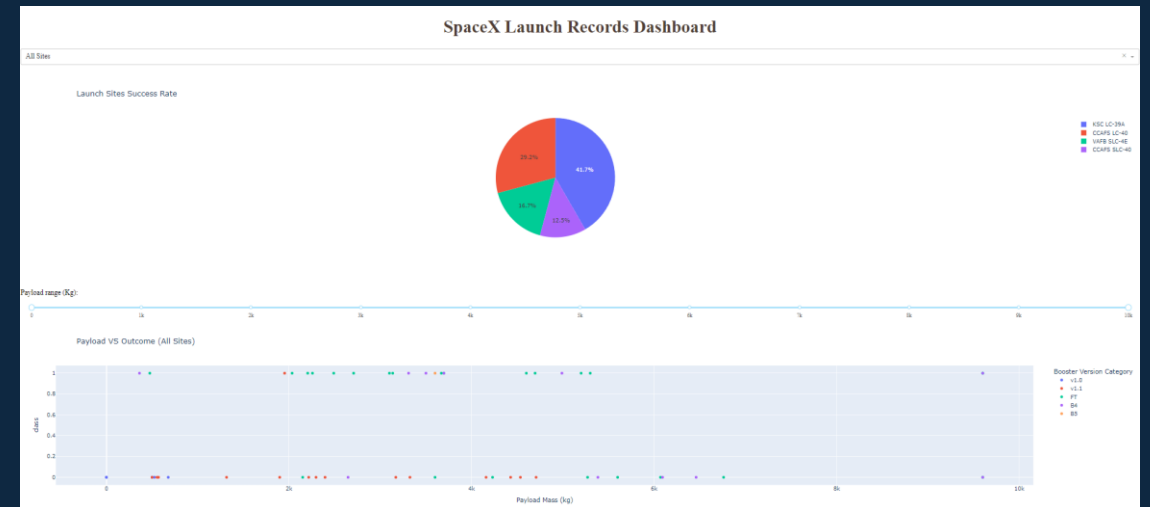 SpaceX Launch Records Dashboard
All Sites
Launch Sites Success Rate
KSC LC-39A
CCAFS LC-40
VAFB SLC-4E
CCAFS SLC-40
29.2%
41.7%
16.7%
12.5%
Payload range (Kg):
0 1k 2k 3k 4k 5k 6k 7k 8k 9k 10k
Payload VS Outcome (All Sites)
Booster Version Category
v1.0
v1.1
FT
B4
B5
1
0.8
0.6
0.4
0.2
0
class
0 2k 4k 6k 8k 10k
Payload Mass (kg)